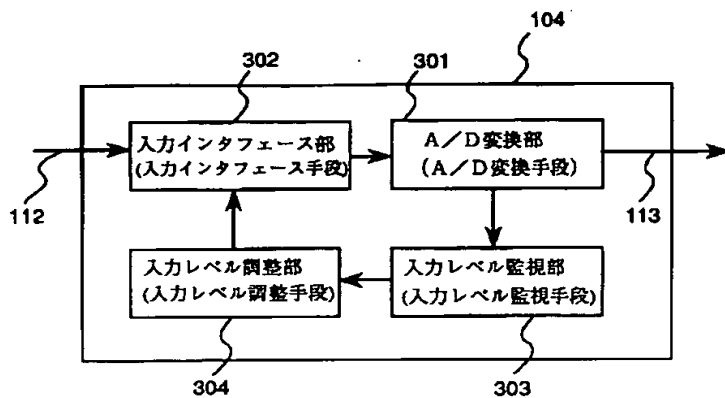 104
302
301
入力インタフェース部
(入力インタフェース手段)
A/D変換部
(A/D変換手段)
112
113
入力レベル調整部
(入力レベル調整手段)
入力レベル監視部
(入力レベル監視手段)
304
303